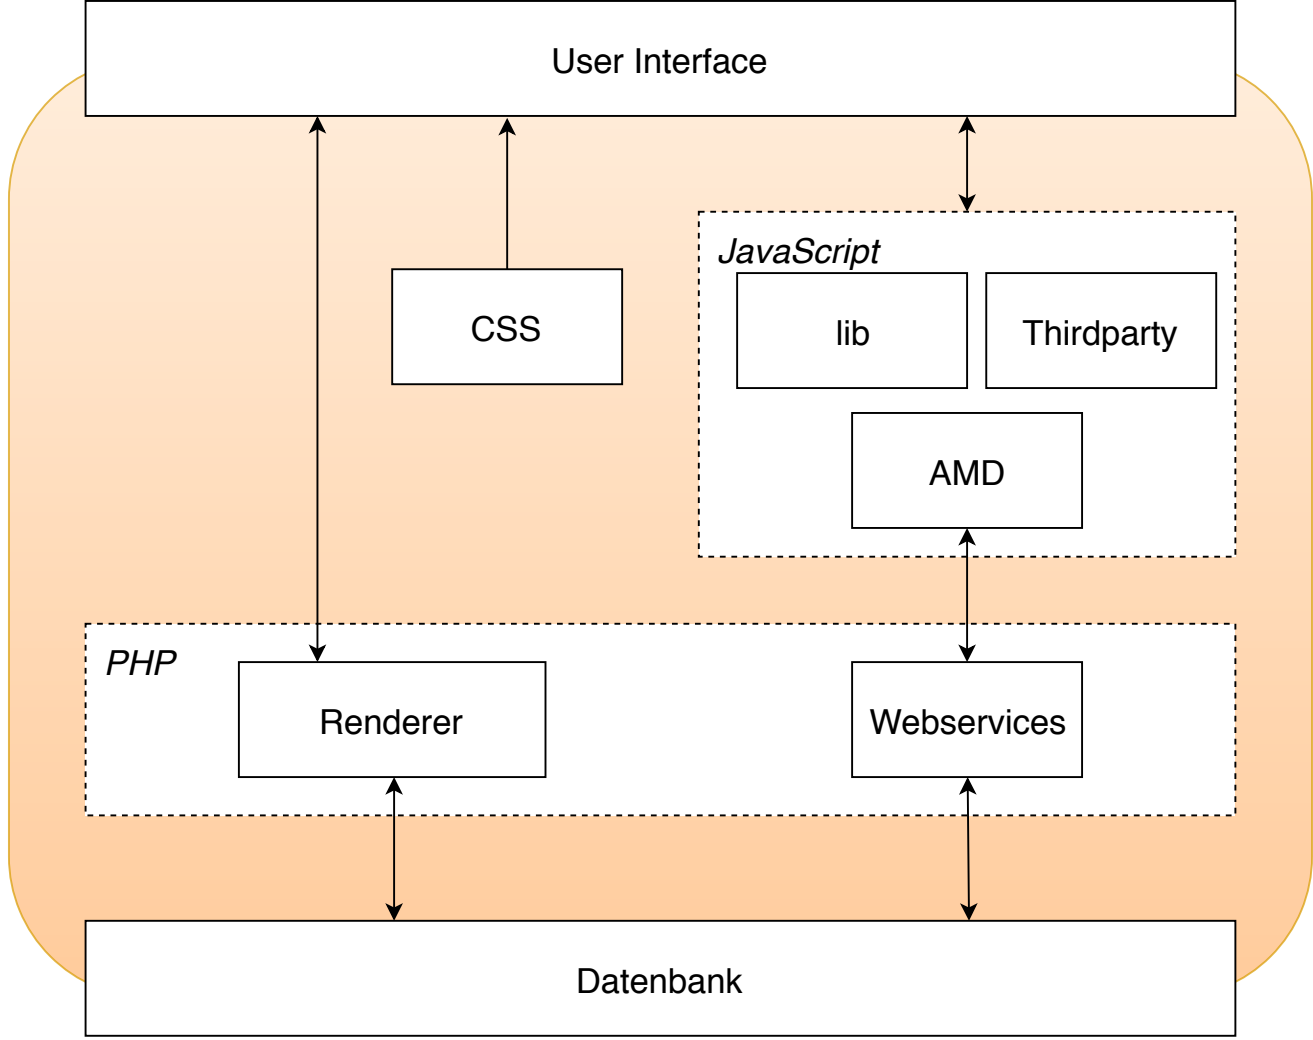 User Interface
JavaScript
CSS
lib
Thirdparty
AMD
PHP
Renderer
Webservices
Datenbank